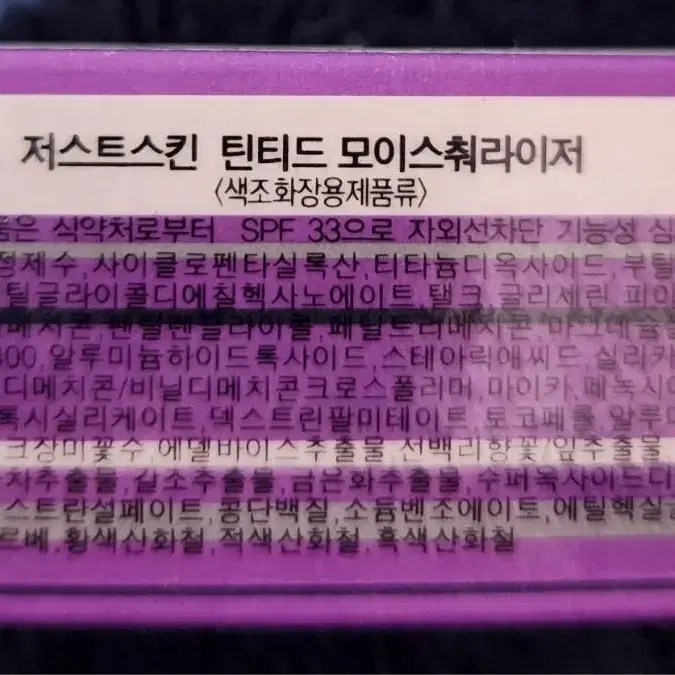 저스트스킨 틴티드 모이스춰라이저
〈색조화장용제품류〉
품은 식약처로부터 SPF 33으로 자외선차단 기능성 심
정제수,사이클로펜타실록산,티타늄디옥사이드,부틸
틸글라이콜디에칠헥사노에이트,탤크,글리세린,피이
메치콘,펜틸렌글라이콜,페닐트리메치콘,마그네슘설
400,알루미늄하이드록사이드,스테아릭애씨드,실리카
디메치콘/비닐디메치콘크로스폴리머,마이카,페녹시에
톡시실리케이트,덱스트린팔미테이트,토코페롤,알루미
크장미꽃수,에델바이스추출물,선백리향꽃/잎추출물
차추출물,길조추출물,금은화추출물,수퍼옥사이드디
스트란설페이트,콩단백질,소듐벤조에이트,에틸헥실글
르베,황색산화철,적색산화철,흑색산화철